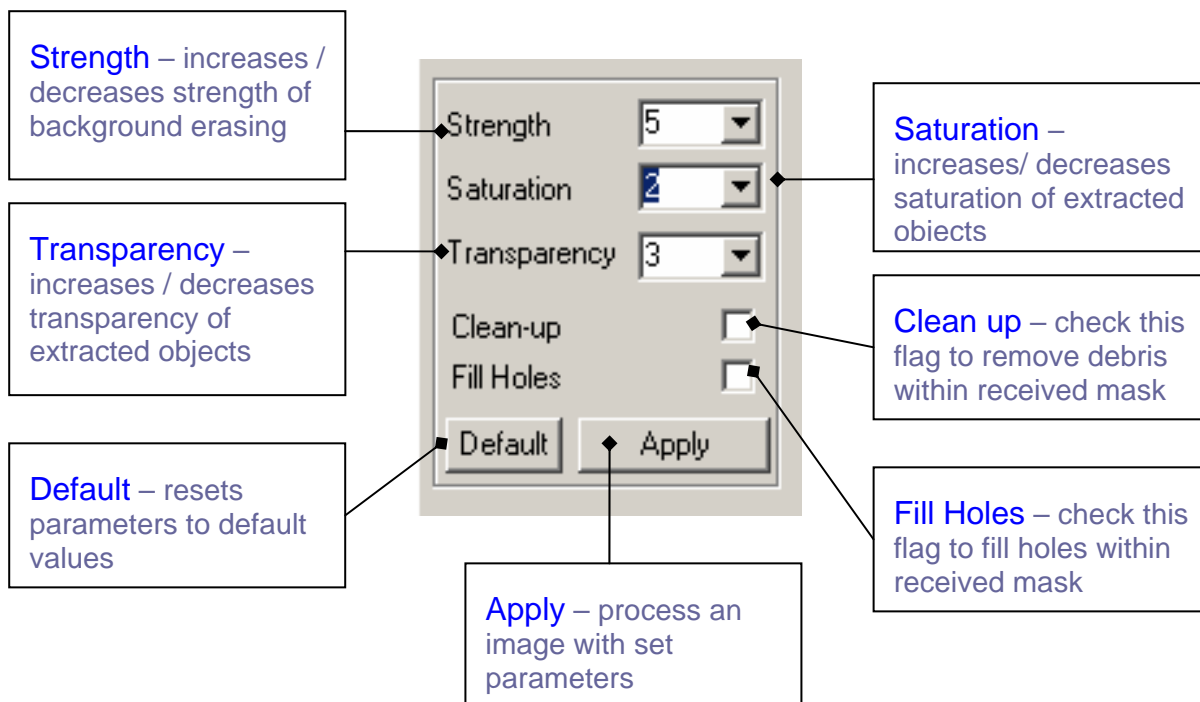 Strength – increases /
decreases strength of
background erasing
Transparency –
increases / decreases
transparency of
extracted objects
Default – resets
parameters to default
values
Strength 5
Saturation 2
Transparency 3
Clean-up
Fill Holes
Default Apply
Apply – process an
image with set
parameters
Saturation –
increases/ decreases
saturation of extracted
objects
Clean up – check this
flag to remove debris
within received mask
Fill Holes – check this
flag to fill holes within
received mask